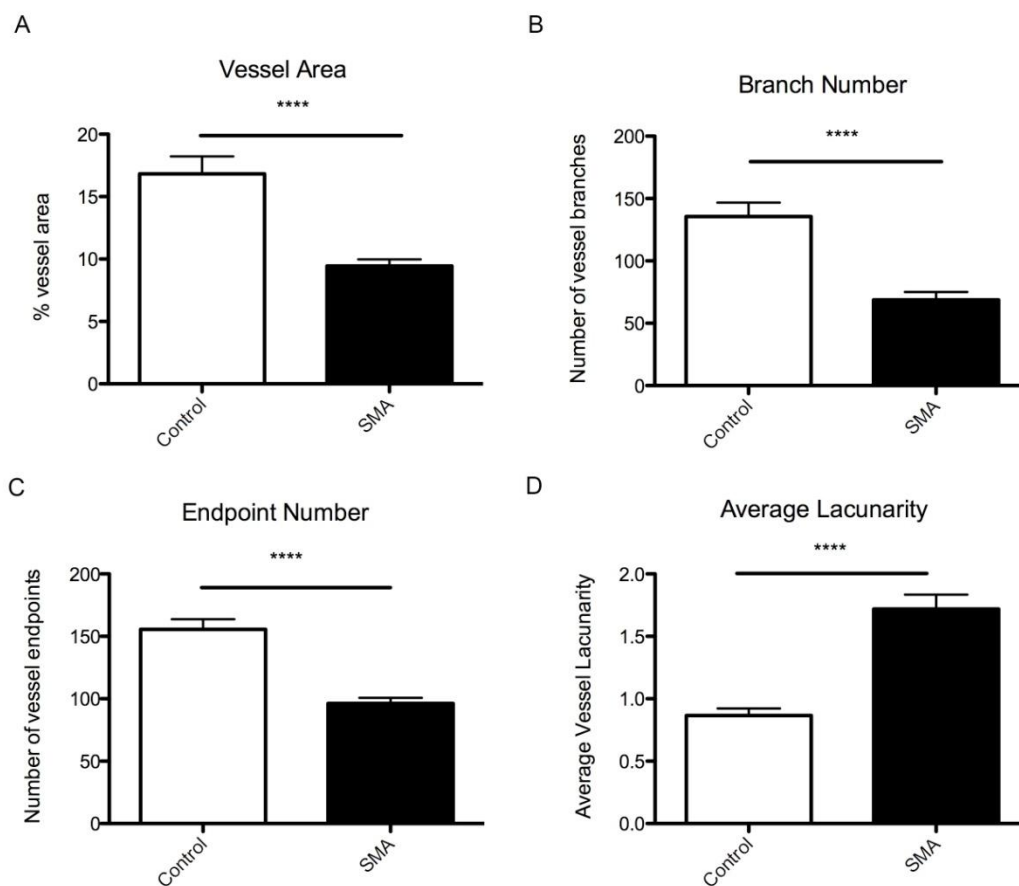 A
Vessel Area
****
% vessel area
20
15
10
5
0
Control
SMA
B
Branch Number
****
Number of vessel branches
200
150
100
50
0
Control
SMA
C
Endpoint Number
****
Number of vessel endpoints
200
150
100
50
0
Control
SMA
D
Average Lacunarity
****
Average Vessel Lacunarity
2.0
1.5
1.0
0.5
0.0
Control
SMA